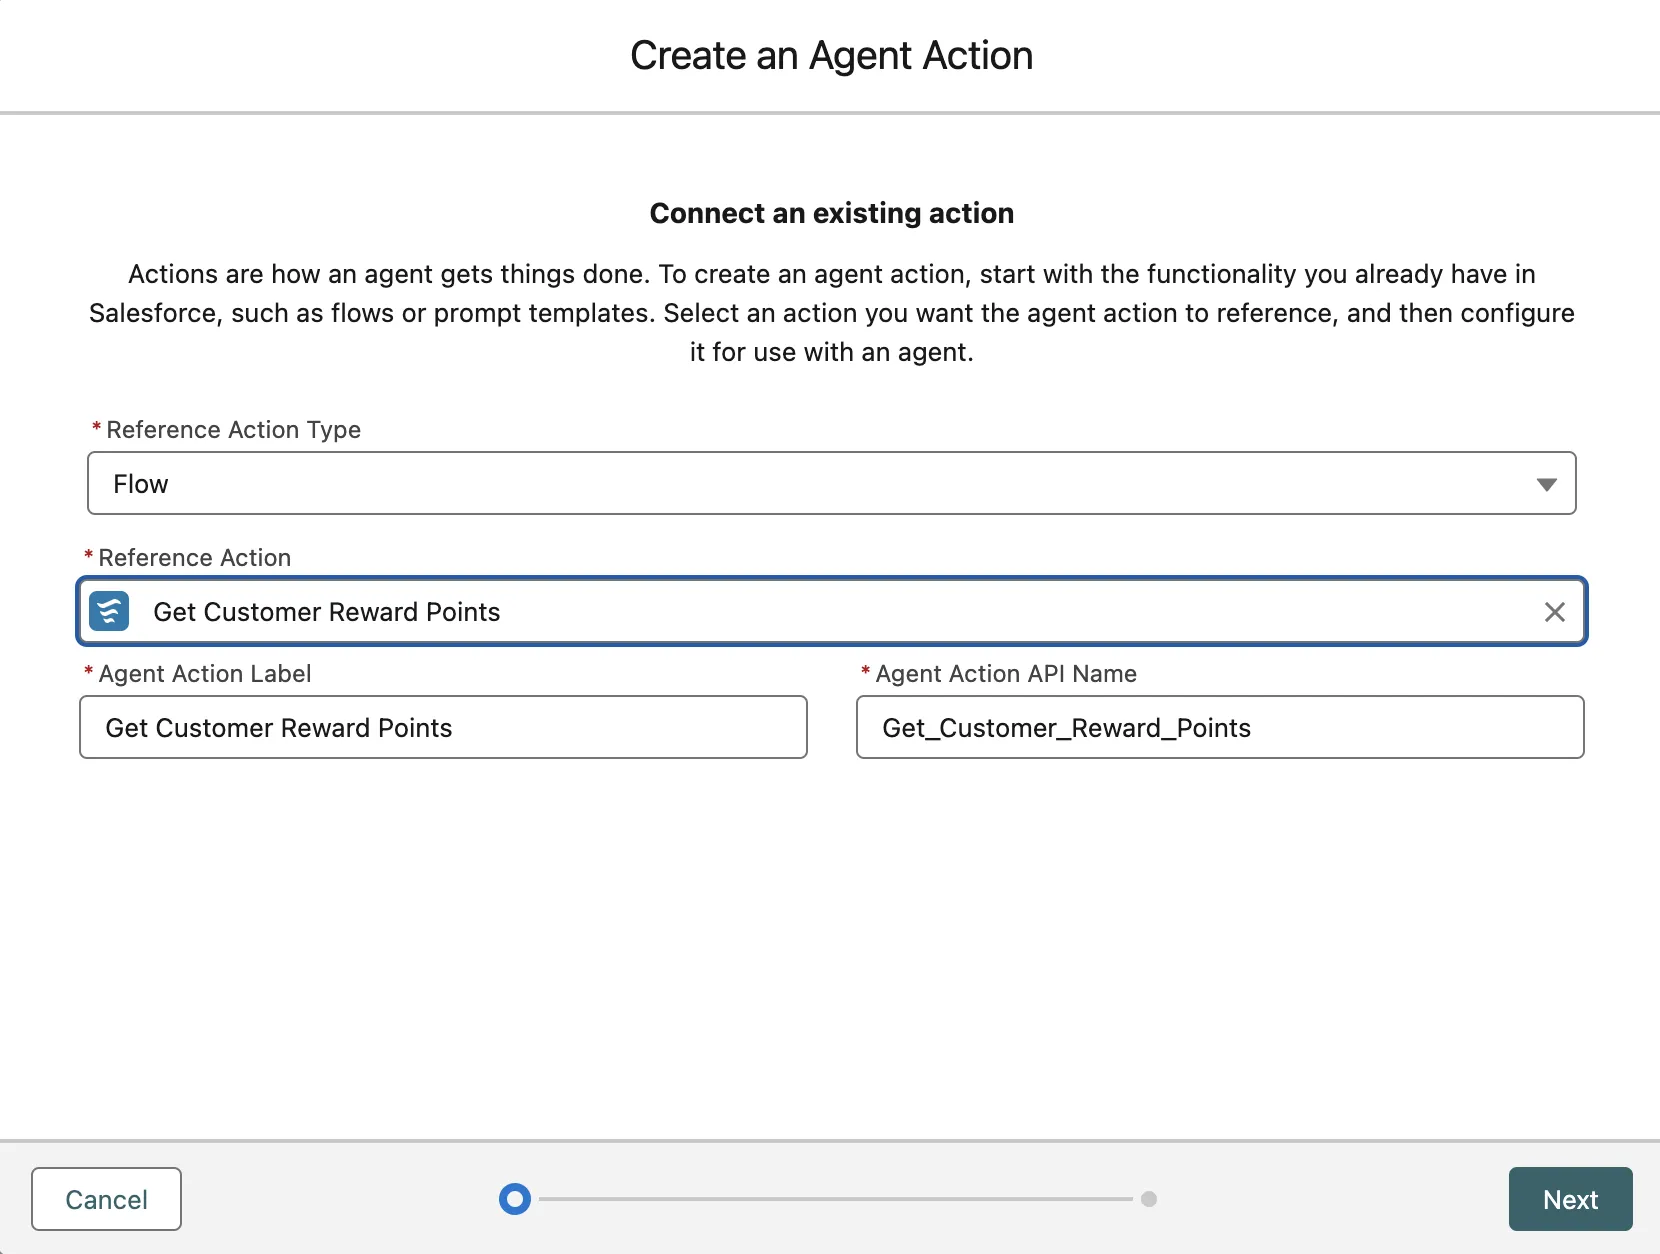 Create an Agent Action
Connect an existing action
Actions are how an agent gets things done. To create an agent action, start with the functionality you already have in
Salesforce, such as flows or prompt templates. Select an action you want the agent action to reference, and then configure
it for use with an agent.
* Reference Action Type
Flow
* Reference Action
Get Customer Reward Points
* Agent Action Label
* Agent Action API Name
Get Customer Reward Points
Get_Customer_Reward_Points
Cancel
Next